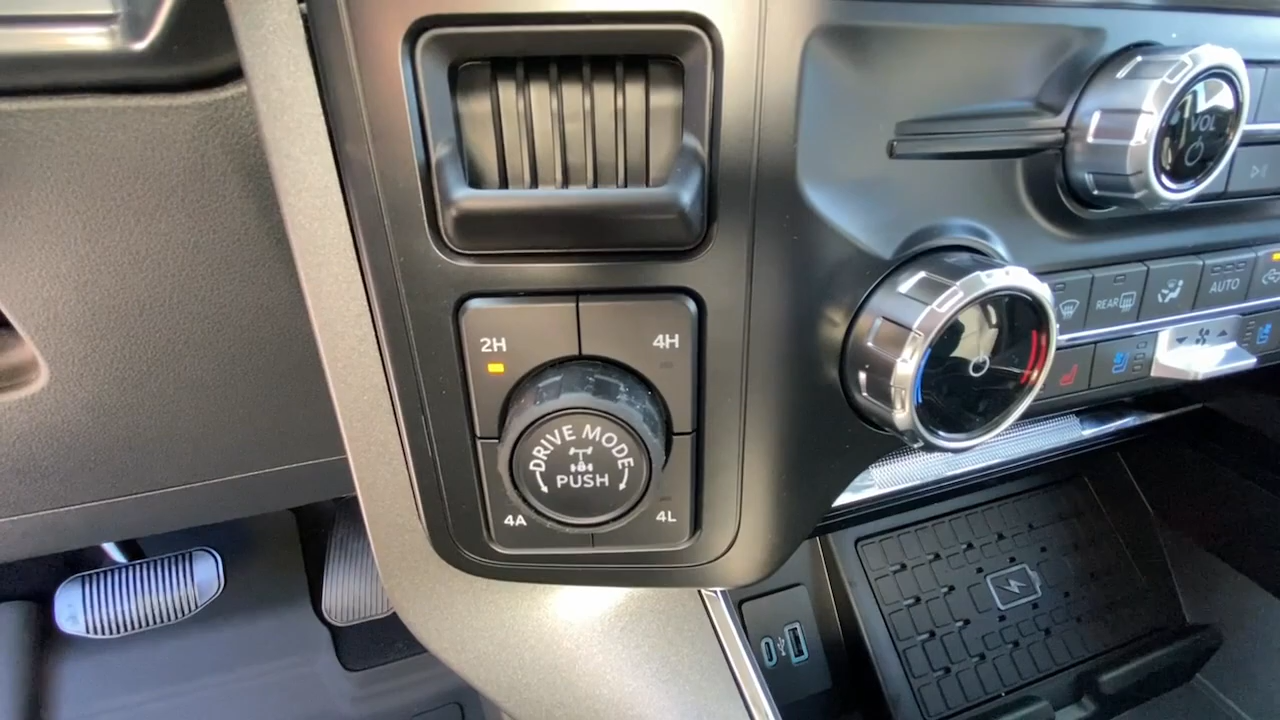 VOL
REAR
AUTO
2H
4H
DRIVE MODE
PUSH
4A
4L